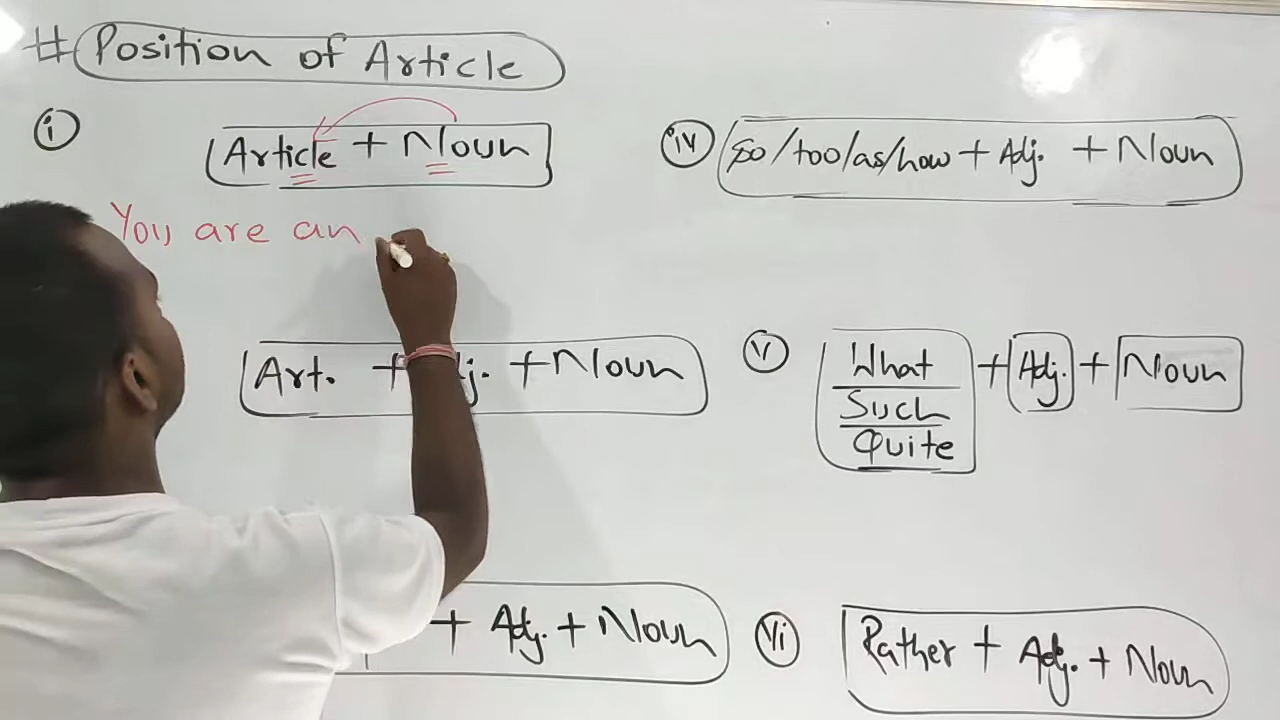 # Position of Article
i
Article + Noun
You are an
Art. + Adj. + Noun
+ Adj. + Noun
iv so/too/as/how + Adj. + Noun
v What
Such
Quite
+ Adj. + Noun
vi Rather + Adj. + Noun